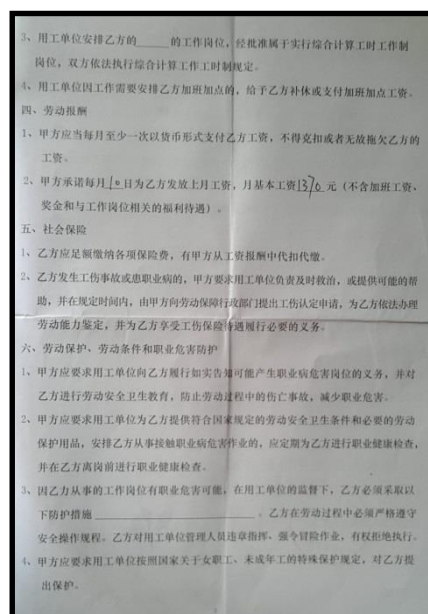 3、用工单位安排乙方的______的工作岗位，经批准属于实行综合计算工时工作制
岗位，双方依法执行综合计算工作工时制规定。
4、用工单位因工作需要安排乙方加班加点的，给予乙方补休或支付加班加点工资。
四、劳动报酬
1、甲方应当每月至少一次以货币形式支付乙方工资，不得克扣或者无故拖欠乙方的
工资。
2、甲方承诺每月10日为乙方发放上月工资，月基本工资1370元（不含加班工资、
奖金和与工作岗位相关的福利待遇）。
五、社会保险
1、乙方应足额缴纳各项保险费，有甲方从工资报酬中代扣代缴。
2、乙方发生工伤事故或患职业病的，甲方要求用工单位负责及时救治，或提供可能的帮
助，并在规定时间内，由甲方向劳动保障行政部门提出工伤认定申请，为乙方依法办理
劳动能力鉴定，并为乙方享受工伤保险待遇履行必要的义务。
六、劳动保护、劳动条件和职业危害防护
1、甲方应要求用工单位向乙方履行如实告知可能产生职业病危害岗位的义务，并对
乙方进行劳动安全卫生教育，防止劳动过程中的伤亡事故，减少职业危害。
2、甲方应要求用工单位为乙方提供符合国家规定的劳动安全卫生条件和必要的劳动
保护用品，安排乙方从事接触职业病危害作业的，应定期为乙方进行职业健康检查，
并在乙方离岗前进行职业健康检查。
3、因乙力从事的工作岗位有职业危害可能，在用工单位的监督下，乙方必须采取以
下防护措施______________________。乙方在劳动过程中必须严格遵守
安全操作规程。乙方对用工单位管理人员违章指挥、强令冒险作业，有权拒绝执行。
4、甲方应要求用工单位按照国家关于女职工、未成年工的特殊保护规定，对乙方提
出保护。